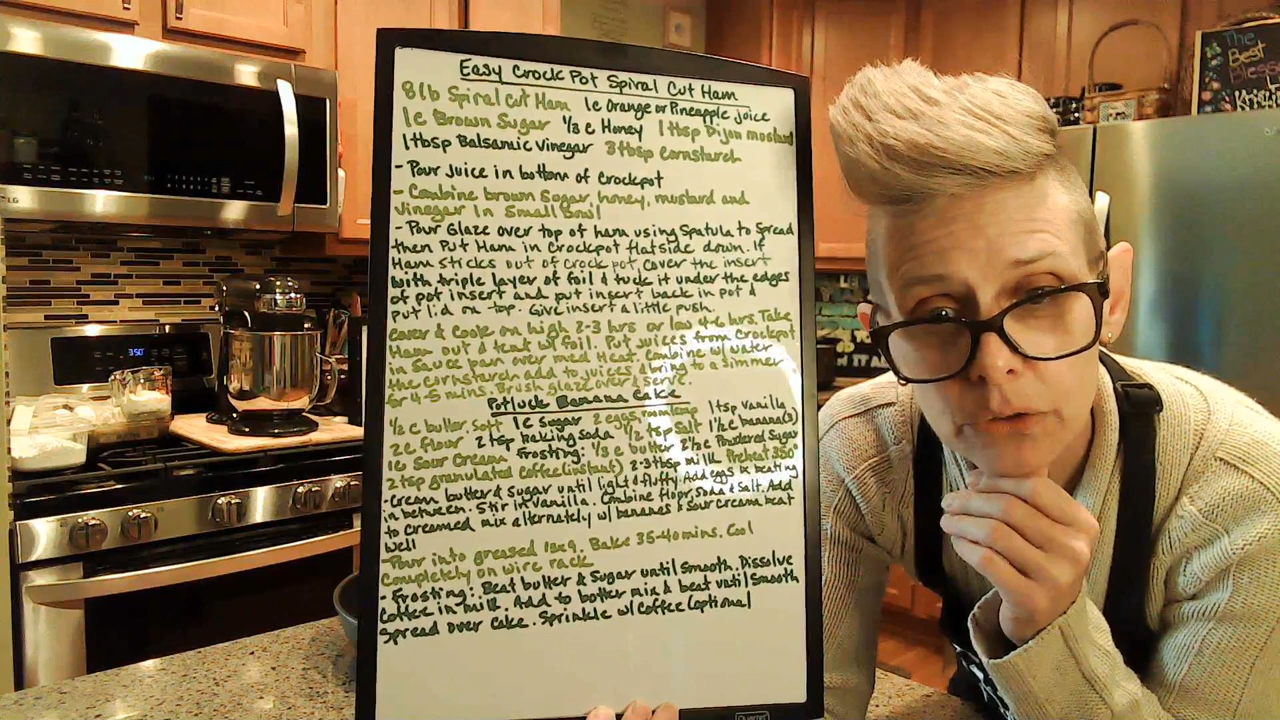 Easy Crock Pot Spiral Cut Ham
8lb Spiral Cut Ham 1c Orange or Pineapple juice
1c Brown Sugar 1/3 c Honey 1 tbsp Dijon mustard
1 tbsp Balsamic Vinegar 3 tbsp Cornstarch
- Pour Juice in bottom of Crockpot
- Combine brown Sugar, honey, mustard and
vinegar in Small Bowl
- Pour Glaze over top of ham using Spatula to Spread
then Put Ham in Crockpot flatside down. If
Ham Sticks out of crock pot, cover the insert
with triple layer of foil & tuck it under the edges
of pot insert and put insert back in pot &
put lid on top. Give insert a little push.
Cover & Cook on high 2-3 hrs or low 4-6 hrs. Take
Ham out & tent w/ foil. Put juices from Crockpot
in Sauce pan over med Heat. Combine w/ water
the cornstarch add to juices & bring to a Simmer
for 4-5 mins. Brush glaze over & serve.
Potluck Banana Cake
1/2 c butter, soft 1c Sugar 2 eggs, room temp 1 tsp vanilla
2c flour 2 tsp baking soda 1/2 tsp Salt 1 1/2 c banana(3)
1c Sour Cream Frosting: 1/3 c butter 2 1/2 c Powdered Sugar
2 tsp granulated Coffee (instant) 2-3 tbsp milk Preheat 350°
- Cream butter & Sugar until light & fluffy. Add eggs beating
in between. Stir in vanilla. Combine flour, Soda & Salt. Add
to Creamed mix alternately w/ bananas & Sour Cream beat
well
- Pour into greased 13x9. Bake 35-40 mins. Cool
Completely on wire rack
- Frosting: Beat butter & Sugar until Smooth. Dissolve
Coffee in milk. Add to butter mix & beat until Smooth
Spread over Cake. Sprinkle w/ Coffee (optional
Quartet
LG
350
The
Best